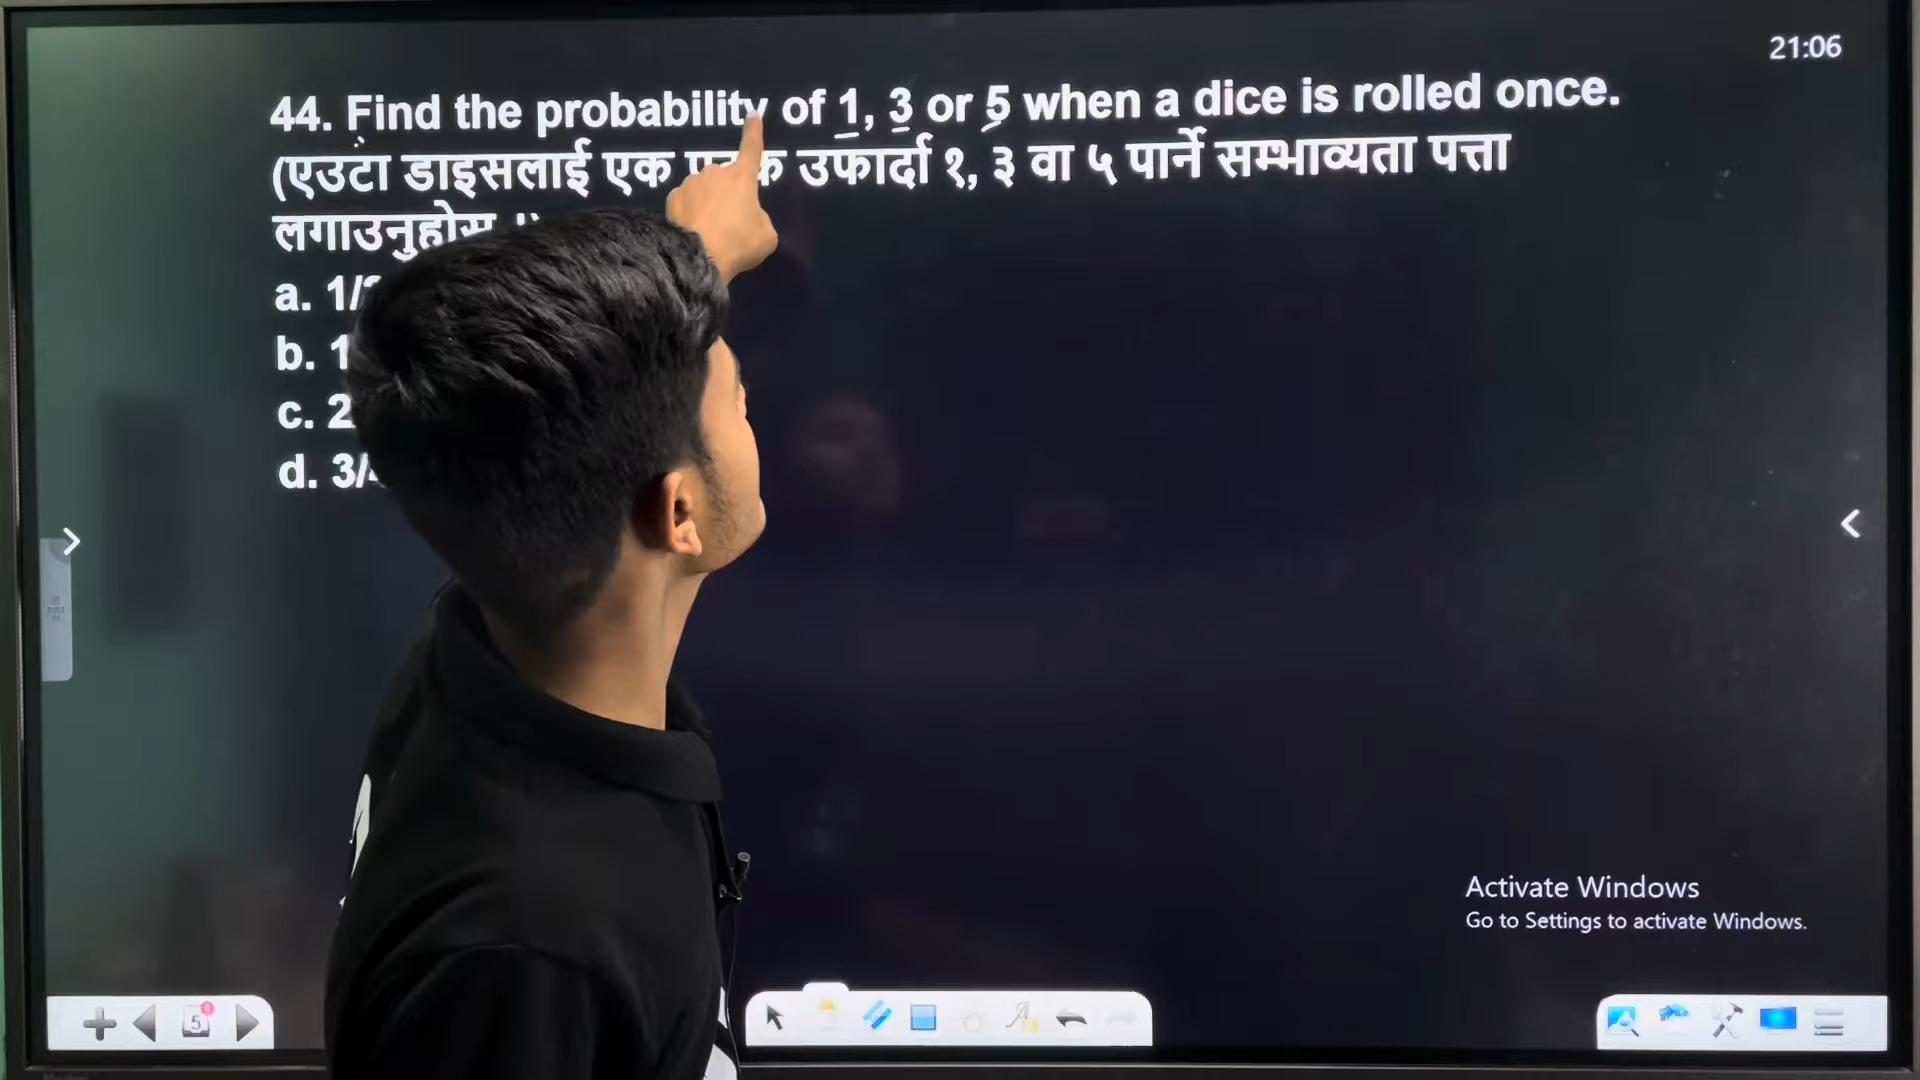 21:06
44. Find the probability of 1, 3 or 5 when a dice is rolled once.
(एउटा डाइसलाई एक उफार्दा १, ३ वा ५ पार्ने सम्भाव्यता पत्ता
लगाउनुहोस
a. 1/
b. 1
c. 2
d. 3/
Activate Windows
Go to Settings to activate Windows.
5